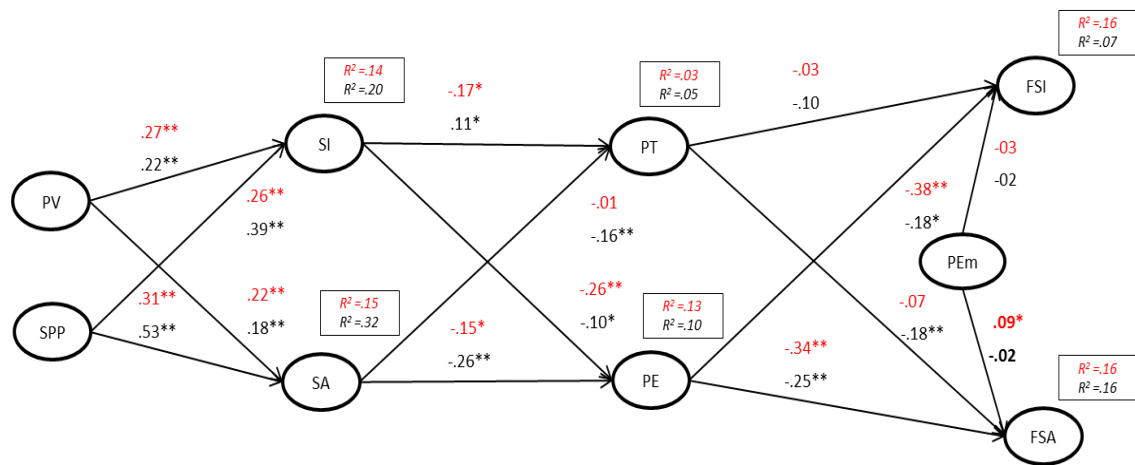 R² =.16
R² =.07
R² =.14
R² =.20
R² =.03
R² =.05
-.03
-.10
FSI
-.17*
.11*
.27**
.22**
SI
PT
-03
-02
.26**
.39**
-.01
-.16**
-.38**
-.18*
PV
PEm
.31**
.53**
.22**
.18**
-.26**
-.10*
-.07
-.18**
SPP
R² =.15
R² =.32
-.15*
-.26**
R² =.13
R² =.10
.09*
-.02
-.34**
-.25**
SA
PE
R² =.16
R² =.16
FSA